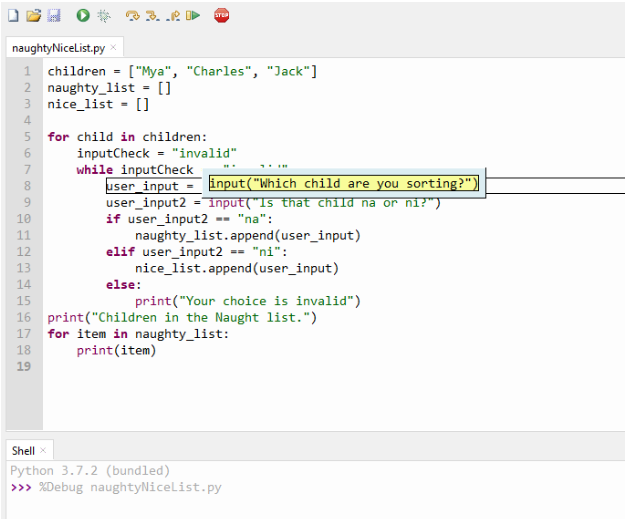 STOP
naughtyNiceList.py ×
1 children = ["Mya", "Charles", "Jack"]
2 naughty_list = []
3 nice_list = []
4
5 for child in children:
6 inputCheck = "invalid"
7 while inputCheck
8 user_input = input("Which child are you sorting?")
9 user_input2 = input("Is that child na or ni?")
10 if user_input2 == "na":
11 naughty_list.append(user_input)
12 elif user_input2 == "ni":
13 nice_list.append(user_input)
14 else:
15 print("Your choice is invalid")
16 print("Children in the Naught list.")
17 for item in naughty_list:
18 print(item)
19
Shell ×
Python 3.7.2 (bundled)
>>> %Debug naughtyNiceList.py